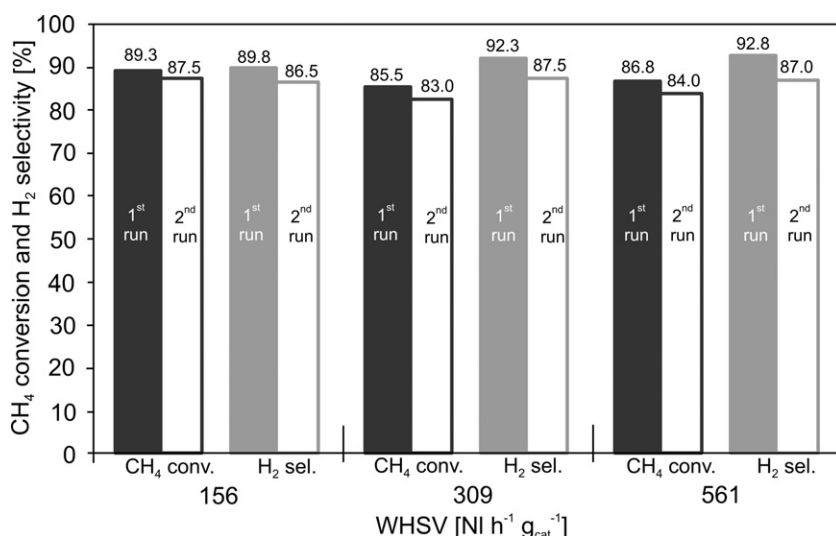 CH₄ conversion and H₂ selectivity [%]
100
90
80
70
60
50
40
30
20
10
0
89.3
87.5
89.8
86.5
85.5
83.0
92.3
87.5
86.8
84.0
92.8
87.0
1ˢᵗ
run
2ⁿᵈ
run
1ˢᵗ
run
2ⁿᵈ
run
1ˢᵗ
run
2ⁿᵈ
run
1ˢᵗ
run
2ⁿᵈ
run
1ˢᵗ
run
2ⁿᵈ
run
1ˢᵗ
run
2ⁿᵈ
run
CH₄ conv.
H₂ sel.
CH₄ conv.
H₂ sel.
CH₄ conv.
H₂ sel.
156
309
561
WHSV [Nl h⁻¹ g_cat⁻¹]